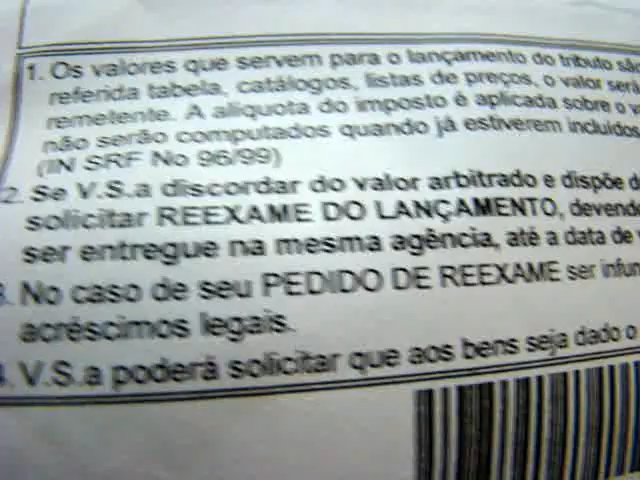 1. Os valores que servem para o lançamento do tributo são
referida tabela, catálogos, listas de preços, o valor será
remetente. A alíquota do imposto é aplicada sobre o v
não serão computados quando já estiverem incluídos
(IN SRF No 96/99)
2. Se V.S.a discordar do valor arbitrado e dispõe d
solicitar REEXAME DO LANÇAMENTO, devend
ser entregue na mesma agência, até a data de
3. No caso de seu PEDIDO DE REEXAME ser infun
acréscimos legais.
4. V.S.a poderá solicitar que aos bens seja dado o